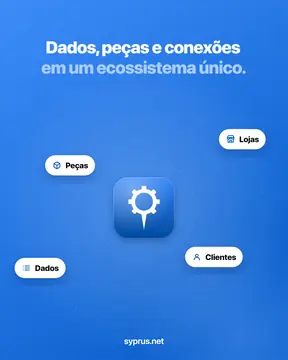 Dados, peças e conexões
em um ecossistema único.
Lojas
Peças
Clientes
Dados
syprus.net